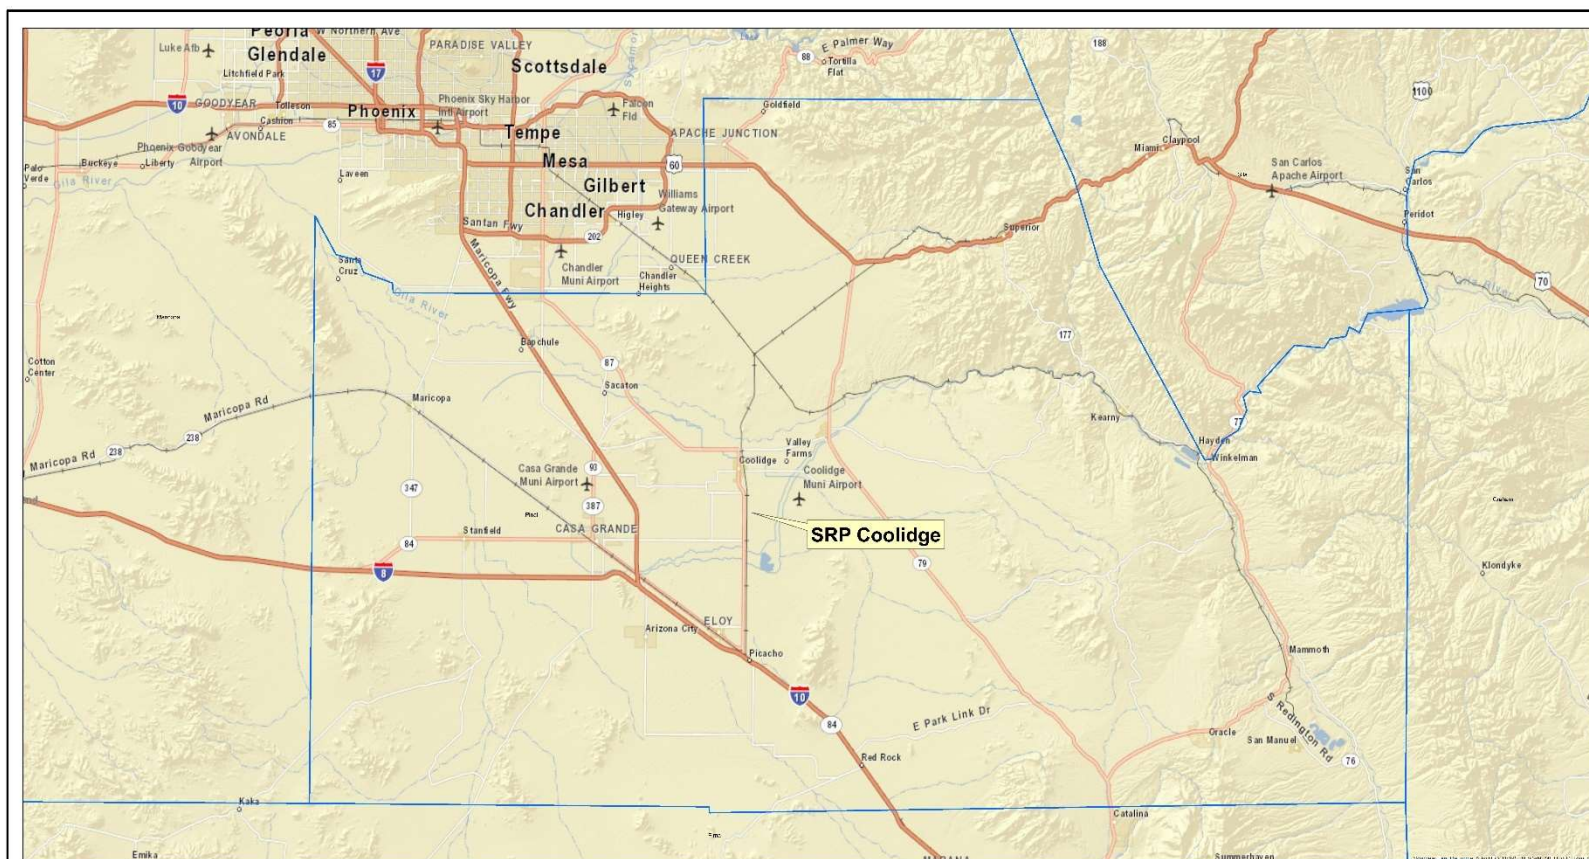 Peoria
W Northern Ave
Luke Afb
Glendale
Litchfield Park
17
PARADISE VALLEY
Scottsdale
E Palmer Way
88
Tortilla
Flat
188
1100
10
GOODYEAR
Tolleson
Cashion
85
AVONDALE
Phoenix
Phoenix Sky Harbor
Intl Airport
Tempe
Falcon
Fld
Goldfield
APACHE JUNCTION
Phoenix Goodyear
Airport
Palo
Verde
Buckeye
Liberty
Gila River
Laveen
Mesa
60
Gilbert
Williams
Gateway Airport
Chandler
Higley
Santan Fwy
202
Miami
Claypool
San Carlos
Apache Airport
San
Carlos
Peridot
Superior
70
Gila River
Maricopa Fwy
Santa
Cruz
Chandler
Muni Airport
QUEEN CREEK
Chandler
Heights
Gila River
Maricopa
Bapchule
87
Sacaton
177
Cotton
Center
Maricopa Rd
238
Maricopa
Maricopa Rd
238
Kearny
77
Hayden
Winkelman
Valley
Farms
Coolidge
Coolidge
Muni Airport
Casa Grande
Muni Airport
93
347
387
Pinal
Stanfield
CASA GRANDE
SRP Coolidge
Graham
84
8
79
Klondyke
ELOY
Arizona City
Picacho
Mammoth
10
84
E Park Link Dr
S Redington Rd
Oracle
San Manuel
76
Red Rock
Kaka
Catalina
Pima
Emika
MARANA
Summerhaven